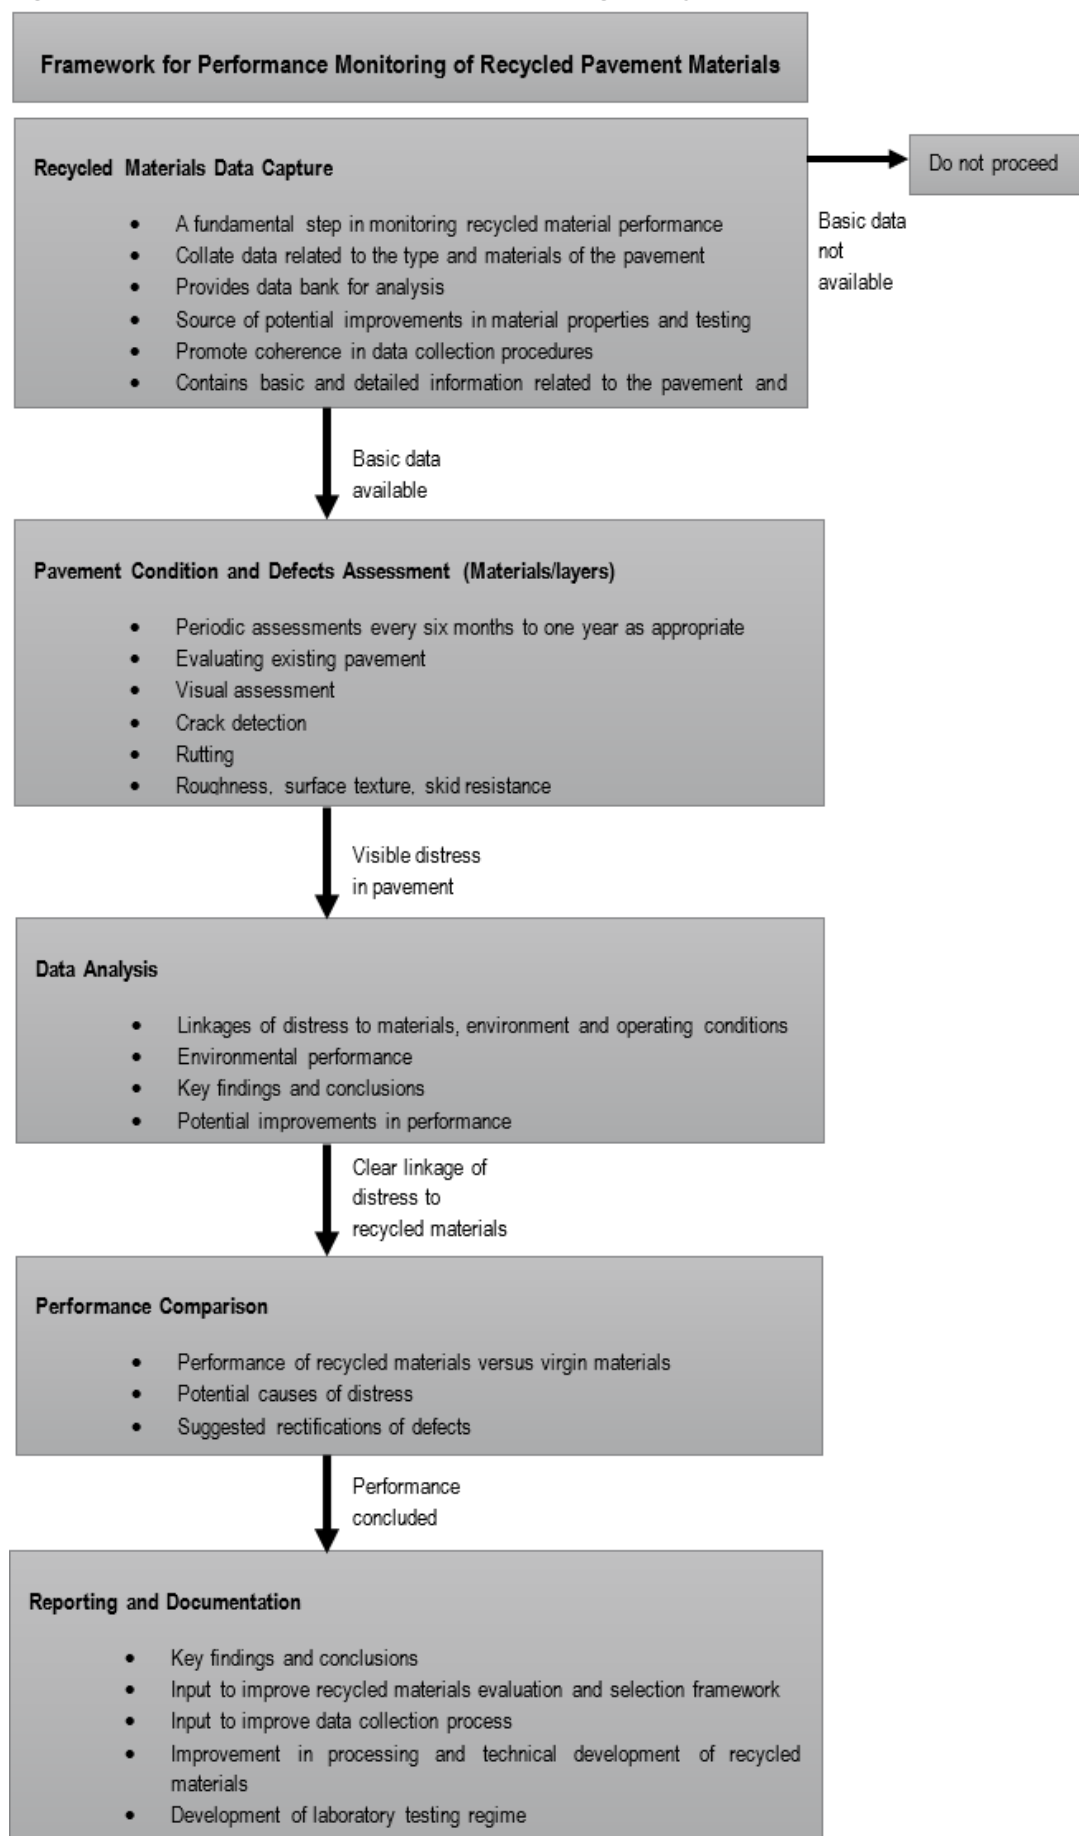 Framework for Performance Monitoring of Recycled Pavement Materials
Recycled Materials Data Capture
• A fundamental step in monitoring recycled material performance
• Collate data related to the type and materials of the pavement
• Provides data bank for analysis
• Source of potential improvements in material properties and testing
• Promote coherence in data collection procedures
• Contains basic and detailed information related to the pavement and
Do not proceed
Basic data
not
available
Basic data
available
Pavement Condition and Defects Assessment (Materials/layers)
• Periodic assessments every six months to one year as appropriate
• Evaluating existing pavement
• Visual assessment
• Crack detection
• Rutting
• Roughness, surface texture, skid resistance
Visible distress
in pavement
Data Analysis
• Linkages of distress to materials, environment and operating conditions
• Environmental performance
• Key findings and conclusions
• Potential improvements in performance
Clear linkage of
distress to
recycled materials
Performance Comparison
• Performance of recycled materials versus virgin materials
• Potential causes of distress
• Suggested rectifications of defects
Performance
concluded
Reporting and Documentation
• Key findings and conclusions
• Input to improve recycled materials evaluation and selection framework
• Input to improve data collection process
• Improvement in processing and technical development of recycled
materials
• Development of laboratory testing regime